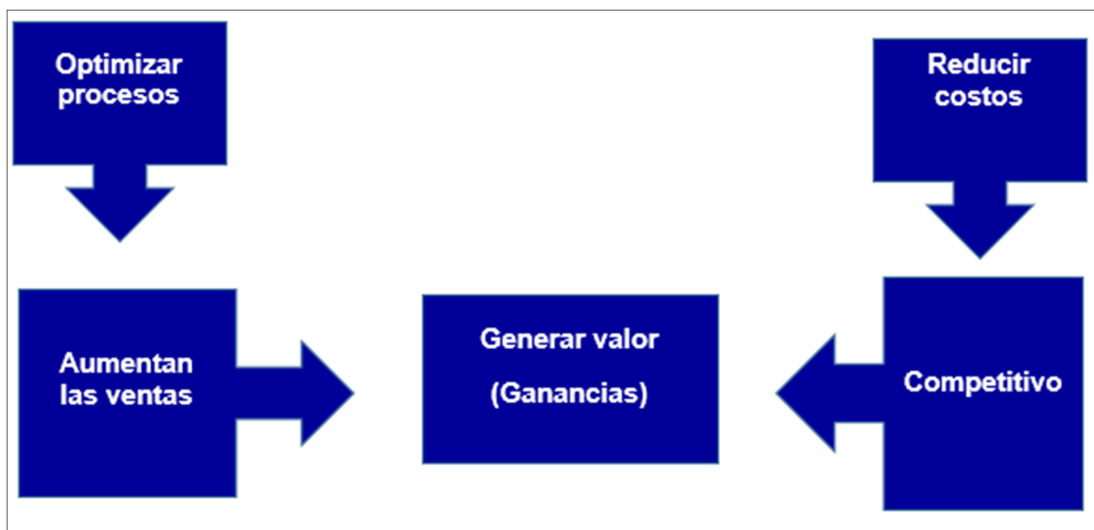 Optimizar
procesos
Reducir
costos
Aumentan
las ventas
Generar valor
(Ganancias)
Competitivo